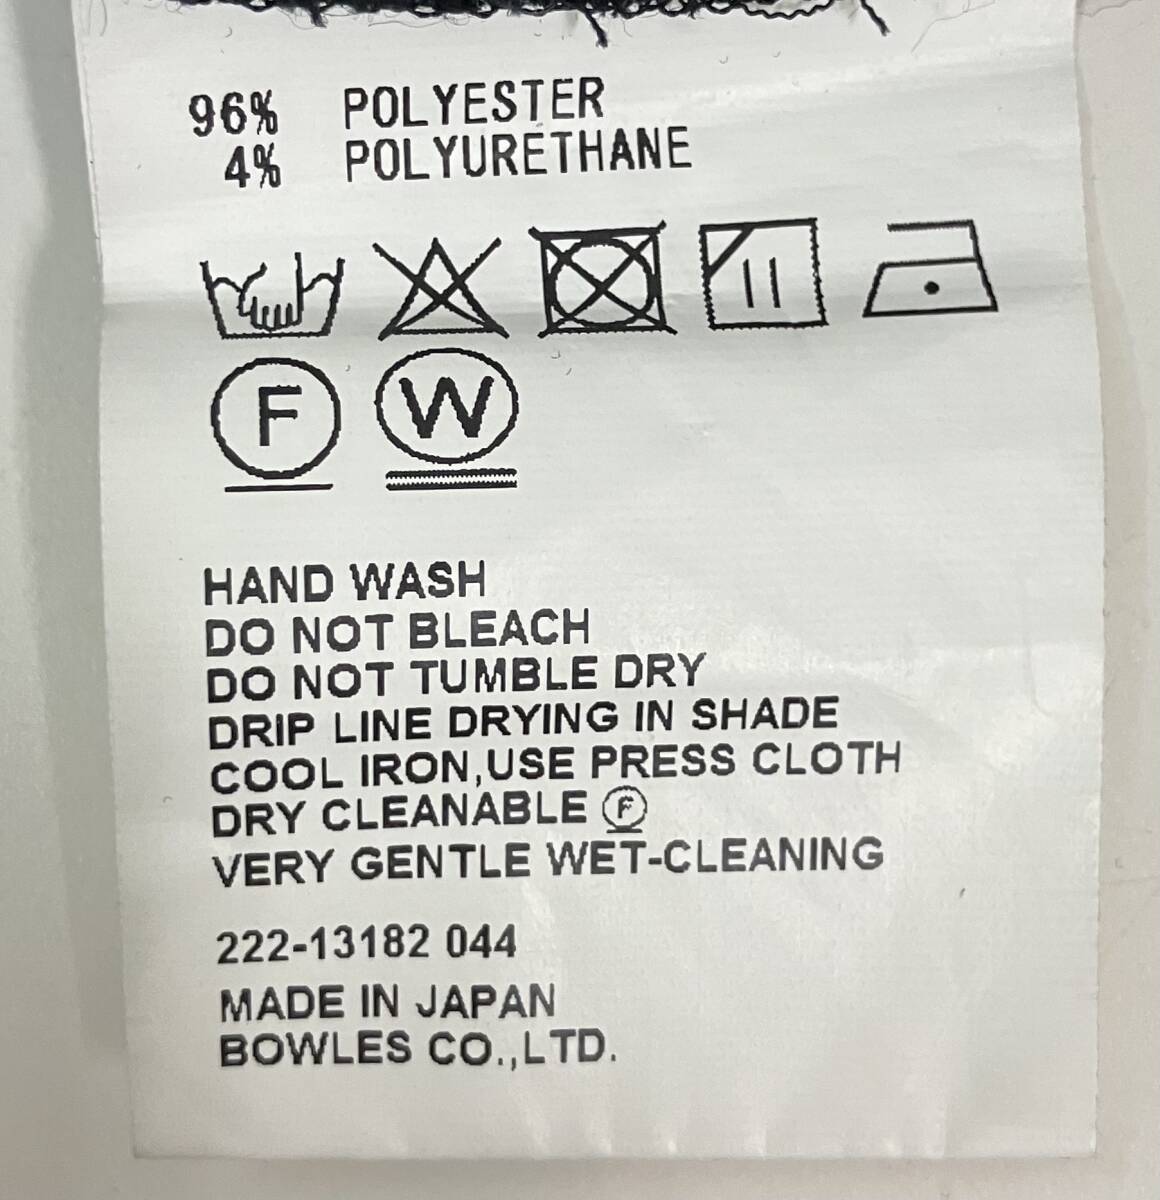 96% POLYESTER
4% POLYURETHANE
F W
HAND WASH
DO NOT BLEACH
DO NOT TUMBLE DRY
DRIP LINE DRYING IN SHADE
COOL IRON,USE PRESS CLOTH
DRY CLEANABLE Ⓕ
VERY GENTLE WET-CLEANING
222-13182 044
MADE IN JAPAN
BOWLES CO.,LTD.